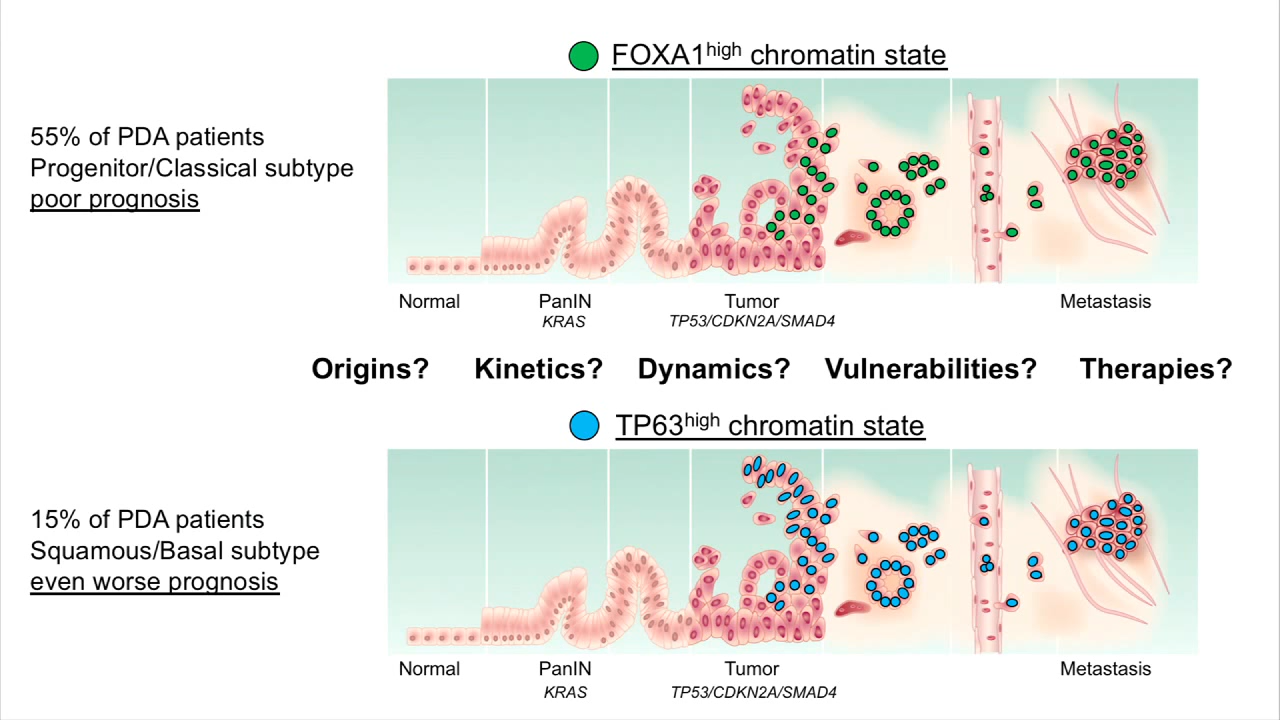 FOXA1high chromatin state
55% of PDA patients
Progenitor/Classical subtype
poor prognosis
Normal PanIN Tumor Metastasis
KRAS TP53/CDKN2A/SMAD4
Origins? Kinetics? Dynamics? Vulnerabilities? Therapies?
TP63high chromatin state
15% of PDA patients
Squamous/Basal subtype
even worse prognosis
Normal PanIN Tumor Metastasis
KRAS TP53/CDKN2A/SMAD4